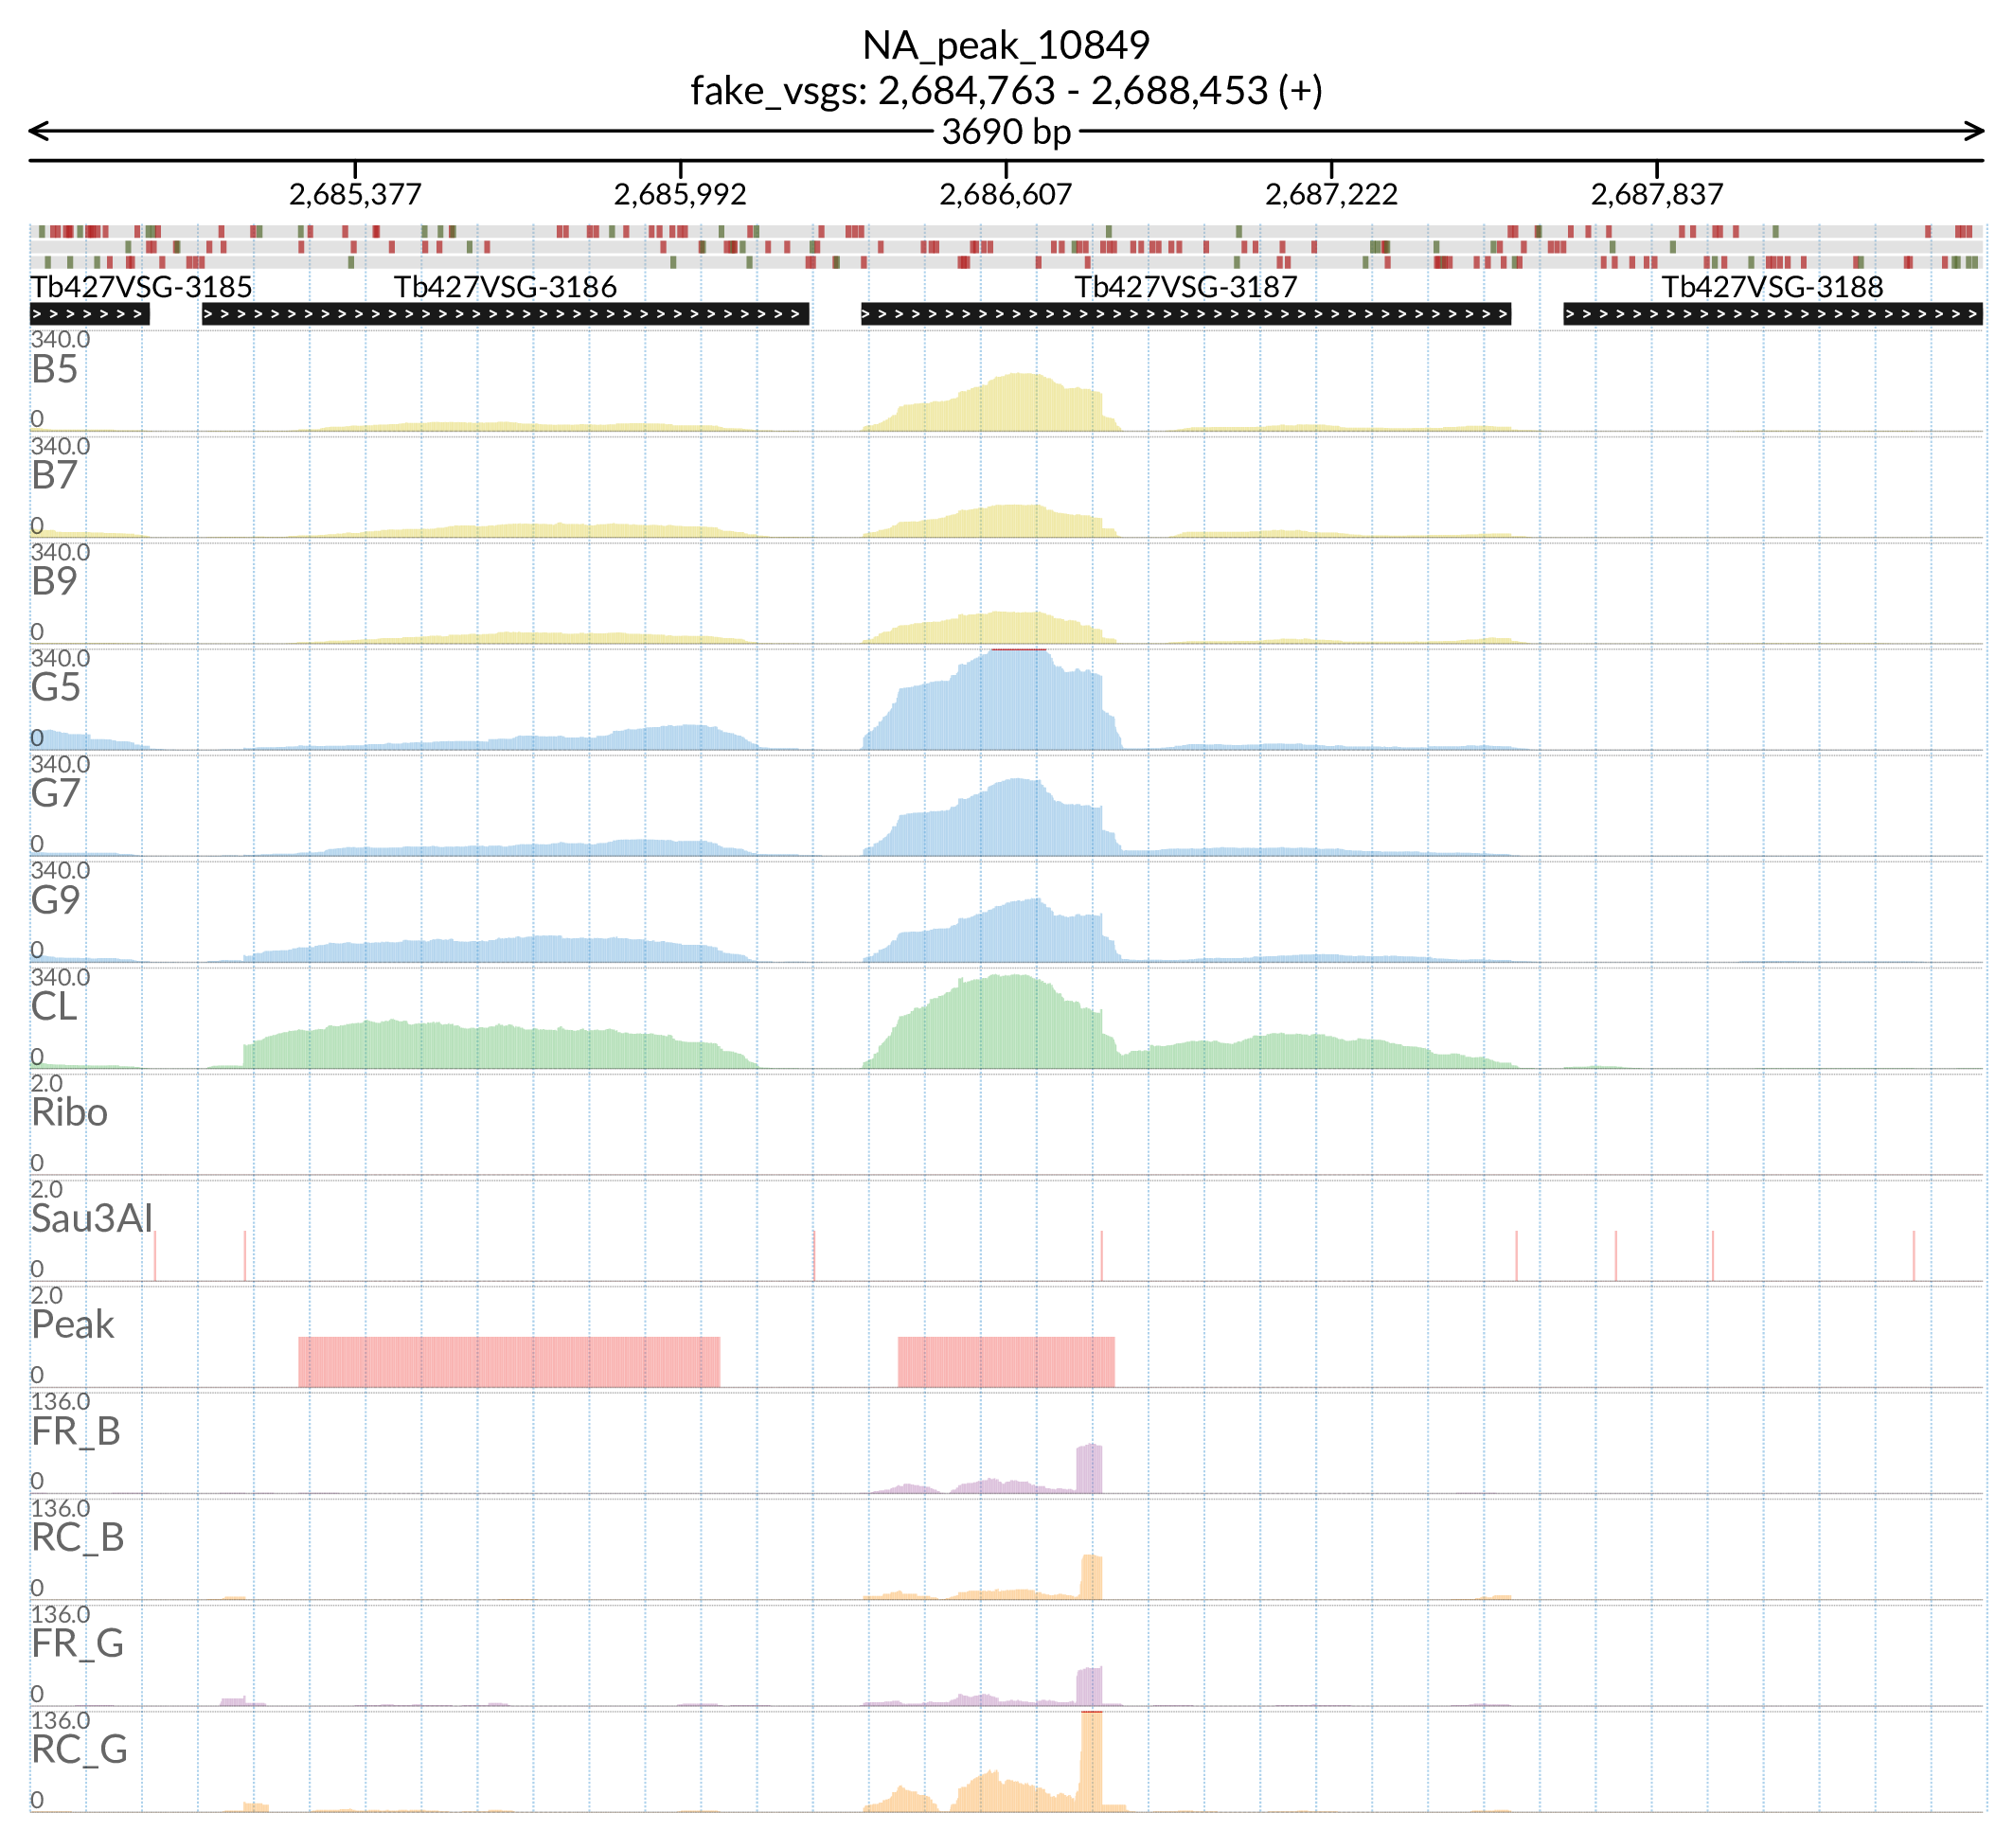 NA_peak_10849
fake_vsgs: 2,684,763 - 2,688,453 (+)
3690 bp
2,685,377 2,685,992 2,686,607 2,687,222 2,687,837
Tb427VSG-3185 Tb427VSG-3186 Tb427VSG-3187 Tb427VSG-3188
340.0
B5
0
340.0
B7
0
340.0
B9
0
340.0
G5
0
340.0
G7
0
340.0
G9
0
340.0
CL
0
2.0
Ribo
0
2.0
Sau3AI
0
2.0
Peak
0
136.0
FR_B
0
136.0
RC_B
0
136.0
FR_G
0
136.0
RC_G
0